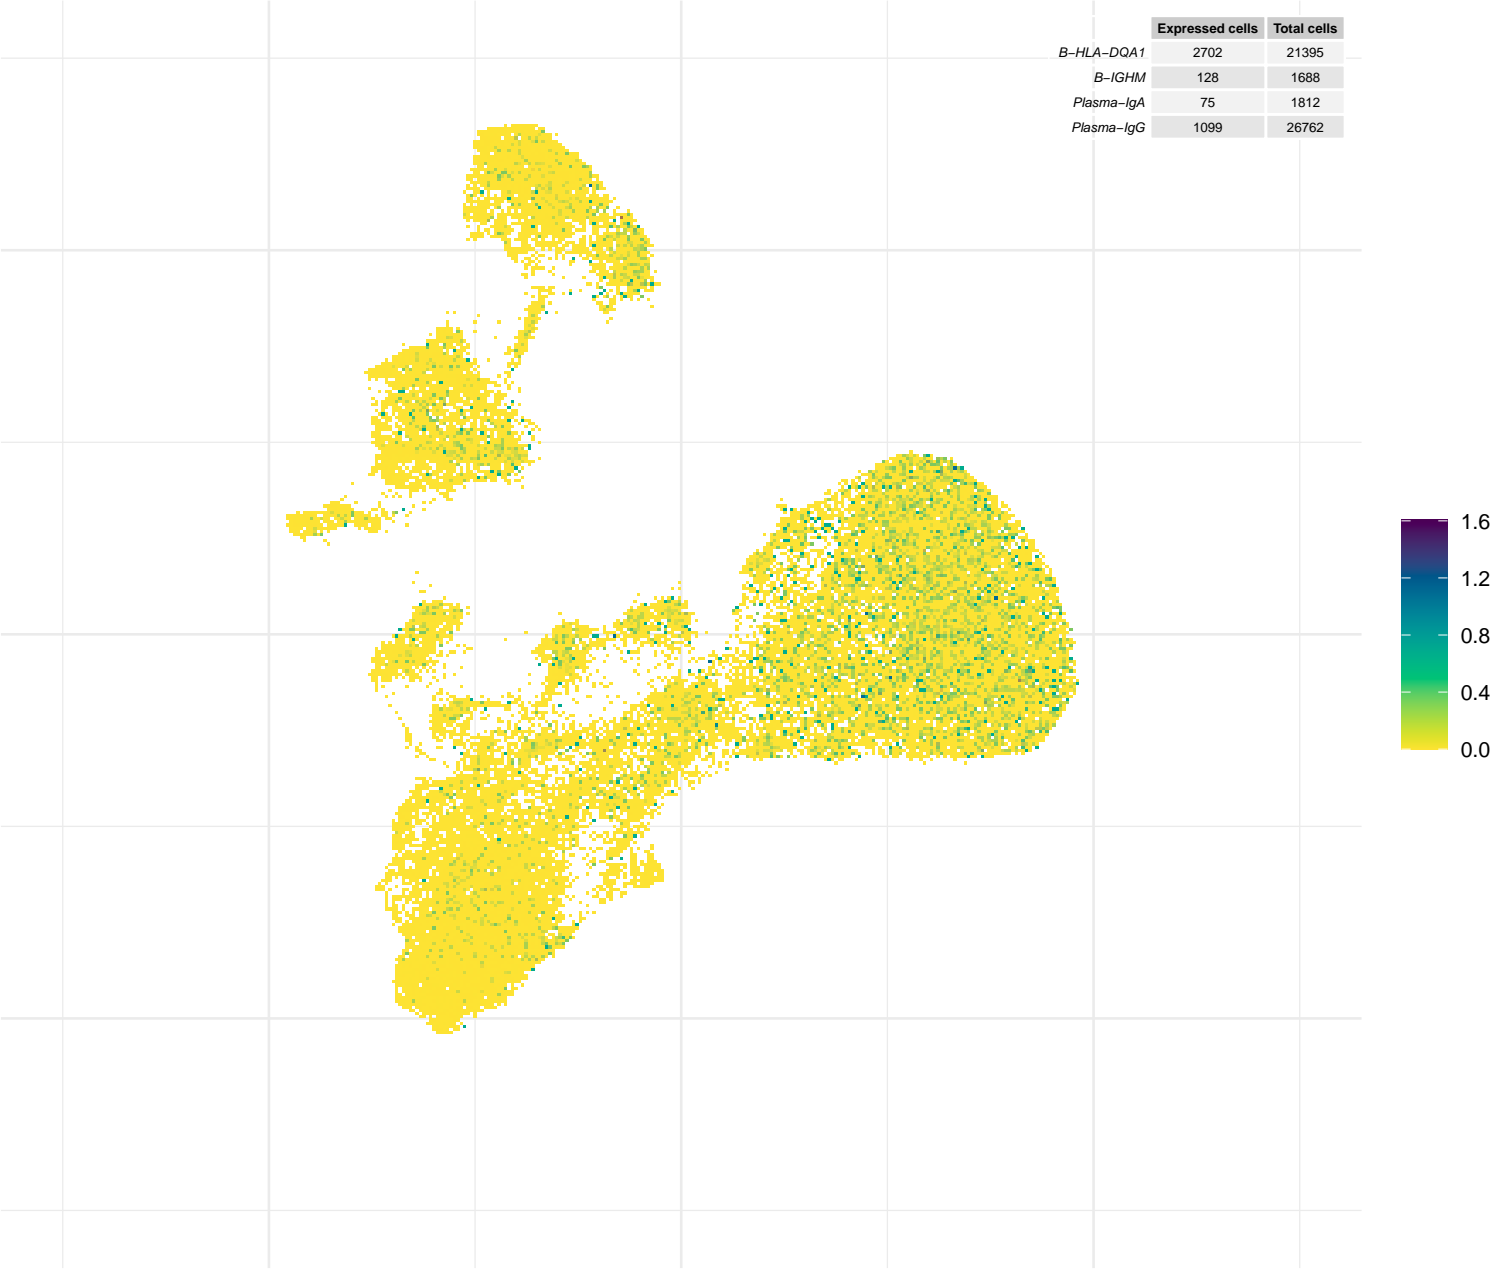 Expressed cells Total cells
B−HLA−DQA1 2702 21395
B−IGHM 128 1688
Plasma−IgA 75 1812
Plasma−IgG 1099 26762
1.6
1.2
0.8
0.4
0.0